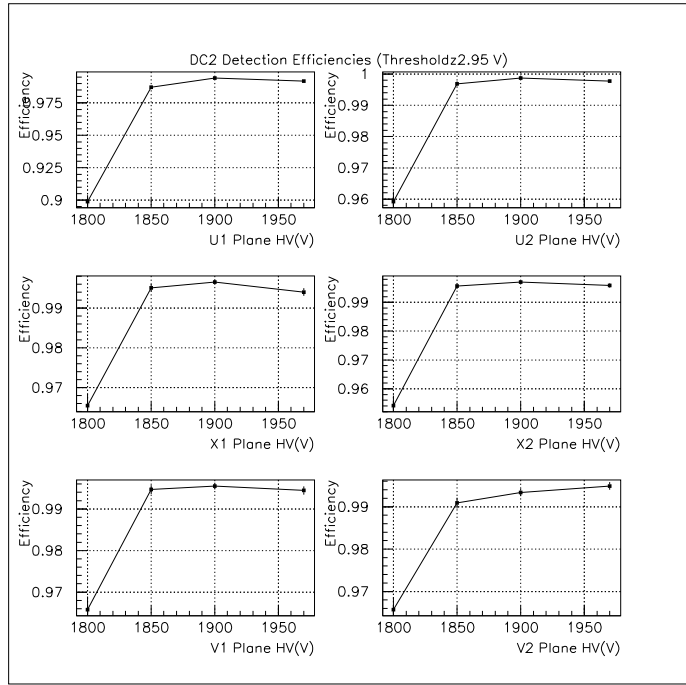 DC2 Detection Efficiencies (Thresholdz2.95 V)
Efficiency
0.975
0.95
0.925
0.9
1800 1850 1900 1950
U1 Plane HV(V)
Efficiency
1
0.99
0.98
0.97
0.96
1800 1850 1900 1950
U2 Plane HV(V)
Efficiency
0.99
0.98
0.97
1800 1850 1900 1950
X1 Plane HV(V)
Efficiency
0.99
0.98
0.97
0.96
1800 1850 1900 1950
X2 Plane HV(V)
Efficiency
0.99
0.98
0.97
1800 1850 1900 1950
V1 Plane HV(V)
Efficiency
0.99
0.98
0.97
1800 1850 1900 1950
V2 Plane HV(V)